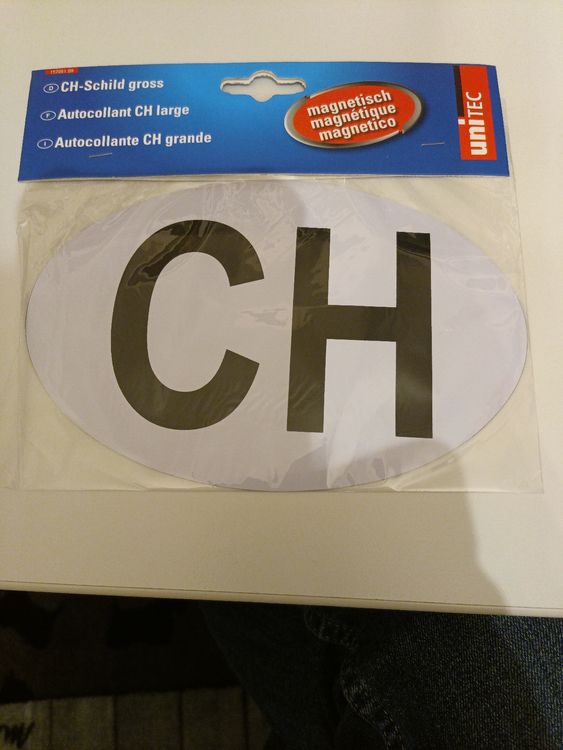 D CH-Schild gross
F Autocollant CH large
I Autocollante CH grande
magnetisch
magnétique
magnetico
uniTEC
CH